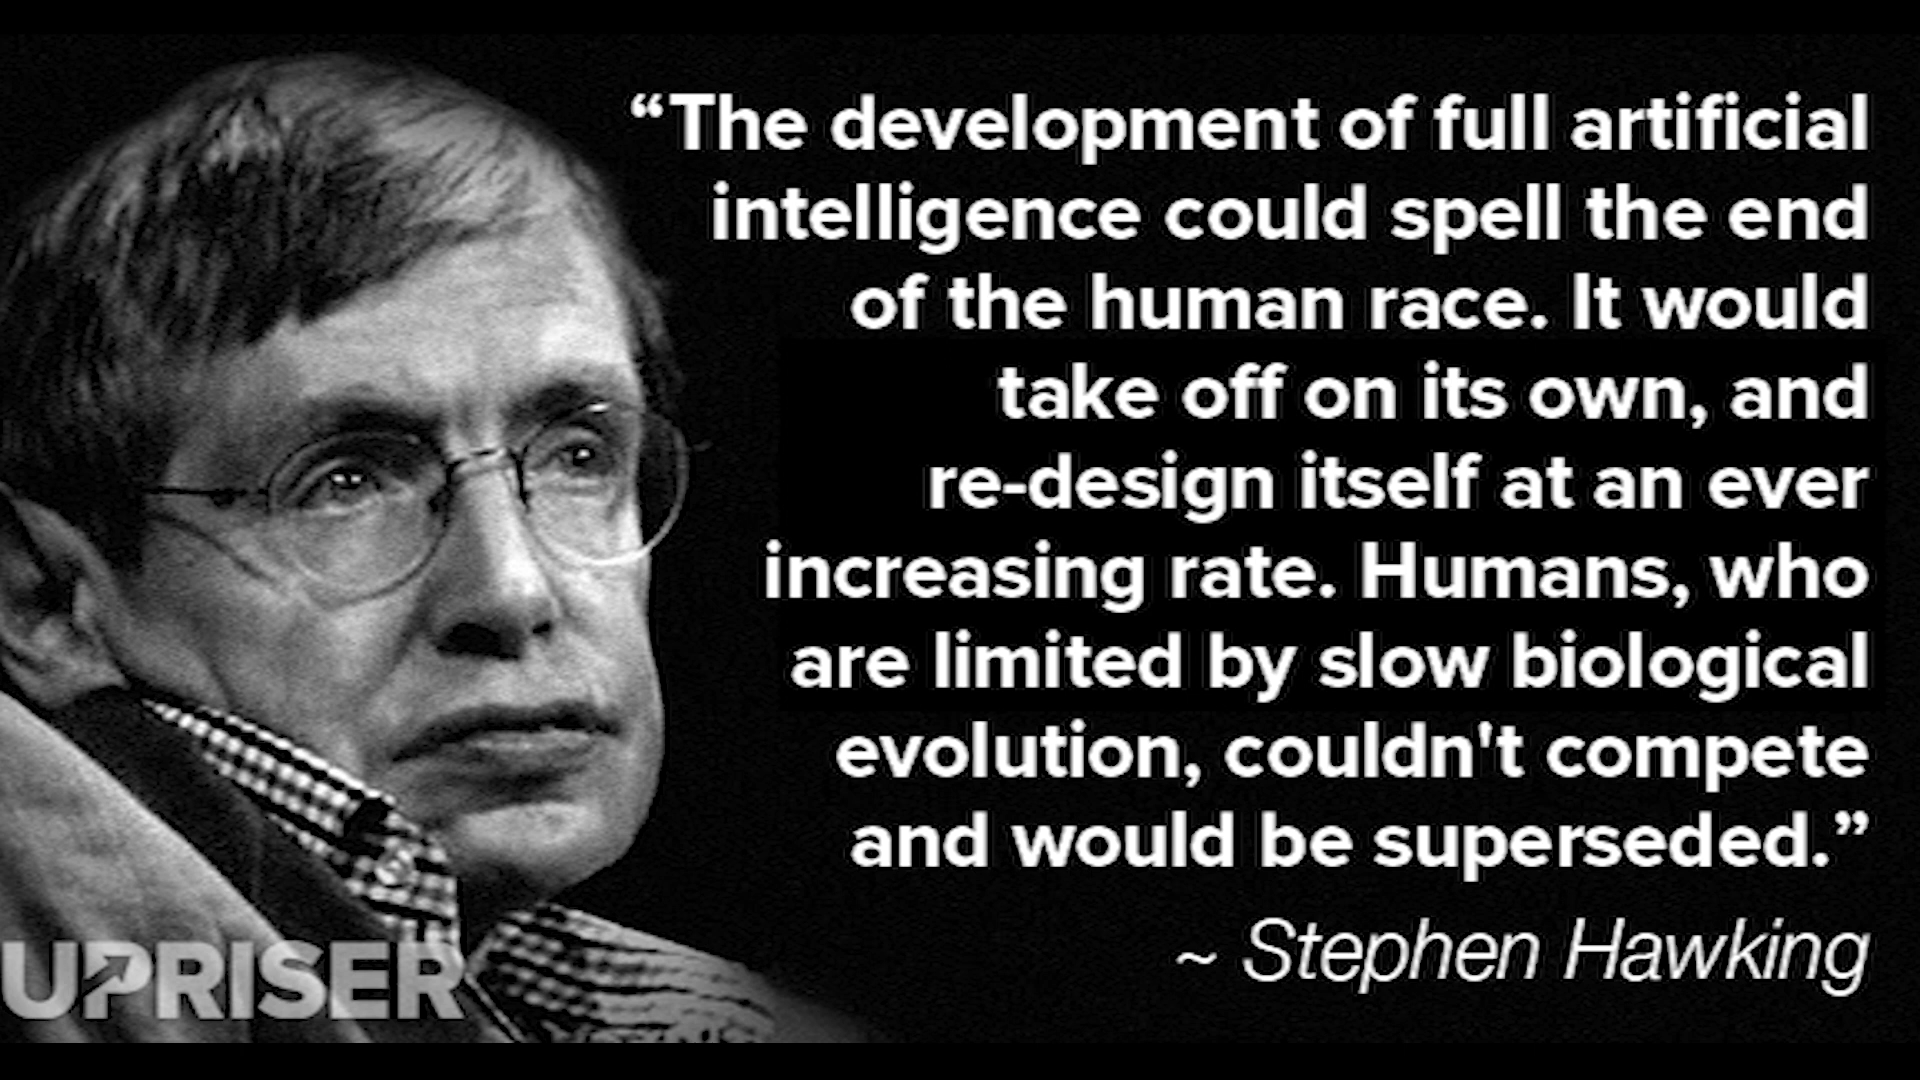 “The development of full artificial
intelligence could spell the end
of the human race. It would
take off on its own, and
re-design itself at an ever
increasing rate. Humans, who
are limited by slow biological
evolution, couldn't compete
and would be superseded.”
~ Stephen Hawking
UPRISER